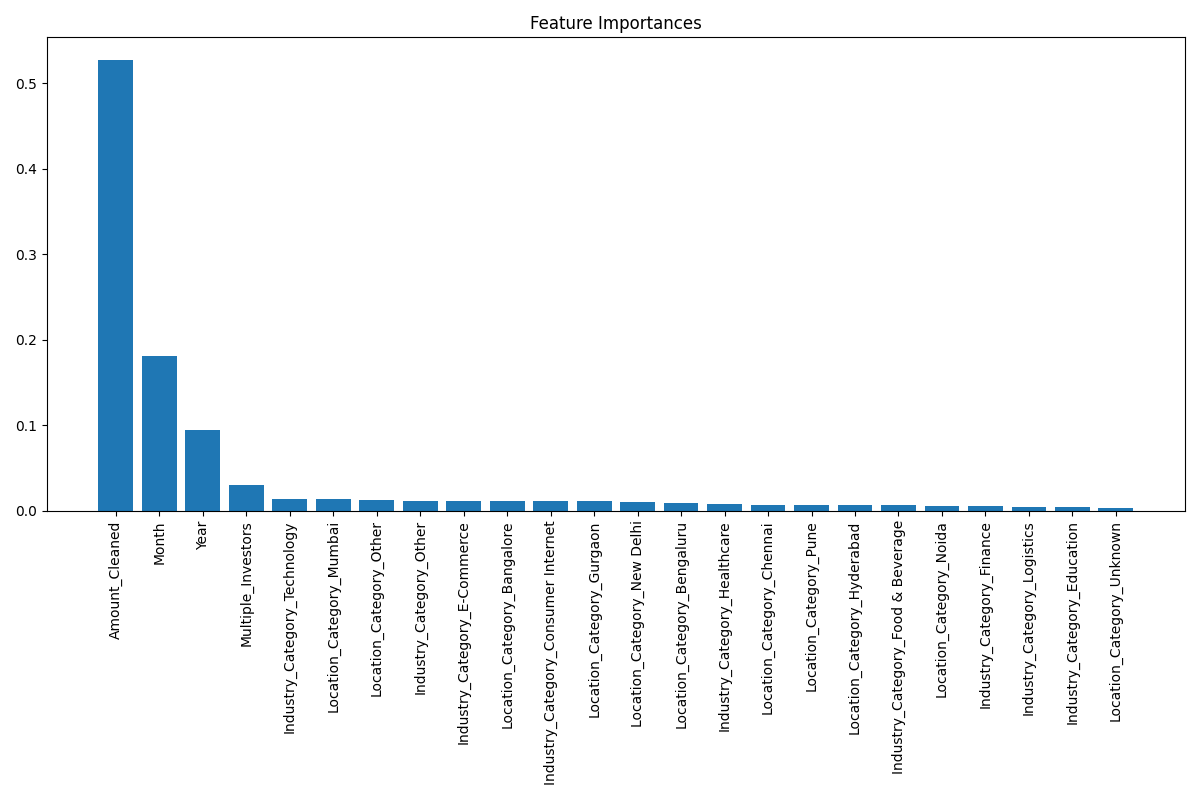 Feature Importances
0.5
0.4
0.3
0.2
0.1
0.0
Amount_Cleaned
Month
Year
Multiple_Investors
Industry_Category_Technology
Location_Category_Mumbai
Location_Category_Other
Industry_Category_Other
Industry_Category_E-Commerce
Location_Category_Bangalore
Industry_Category_Consumer Internet
Location_Category_Gurgaon
Location_Category_New Delhi
Location_Category_Bengaluru
Industry_Category_Healthcare
Location_Category_Chennai
Location_Category_Pune
Location_Category_Hyderabad
Industry_Category_Food & Beverage
Location_Category_Noida
Industry_Category_Finance
Industry_Category_Logistics
Industry_Category_Education
Location_Category_Unknown